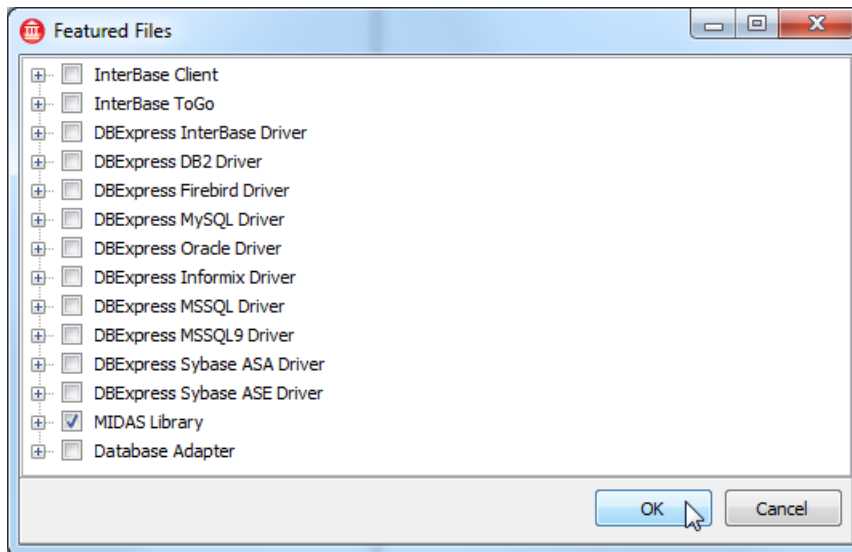 Featured Files
InterBase Client
InterBase ToGo
DBExpress InterBase Driver
DBExpress DB2 Driver
DBExpress Firebird Driver
DBExpress MySQL Driver
DBExpress Oracle Driver
DBExpress Informix Driver
DBExpress MSSQL Driver
DBExpress MSSQL9 Driver
DBExpress Sybase ASA Driver
DBExpress Sybase ASE Driver
MIDAS Library
Database Adapter
OK Cancel